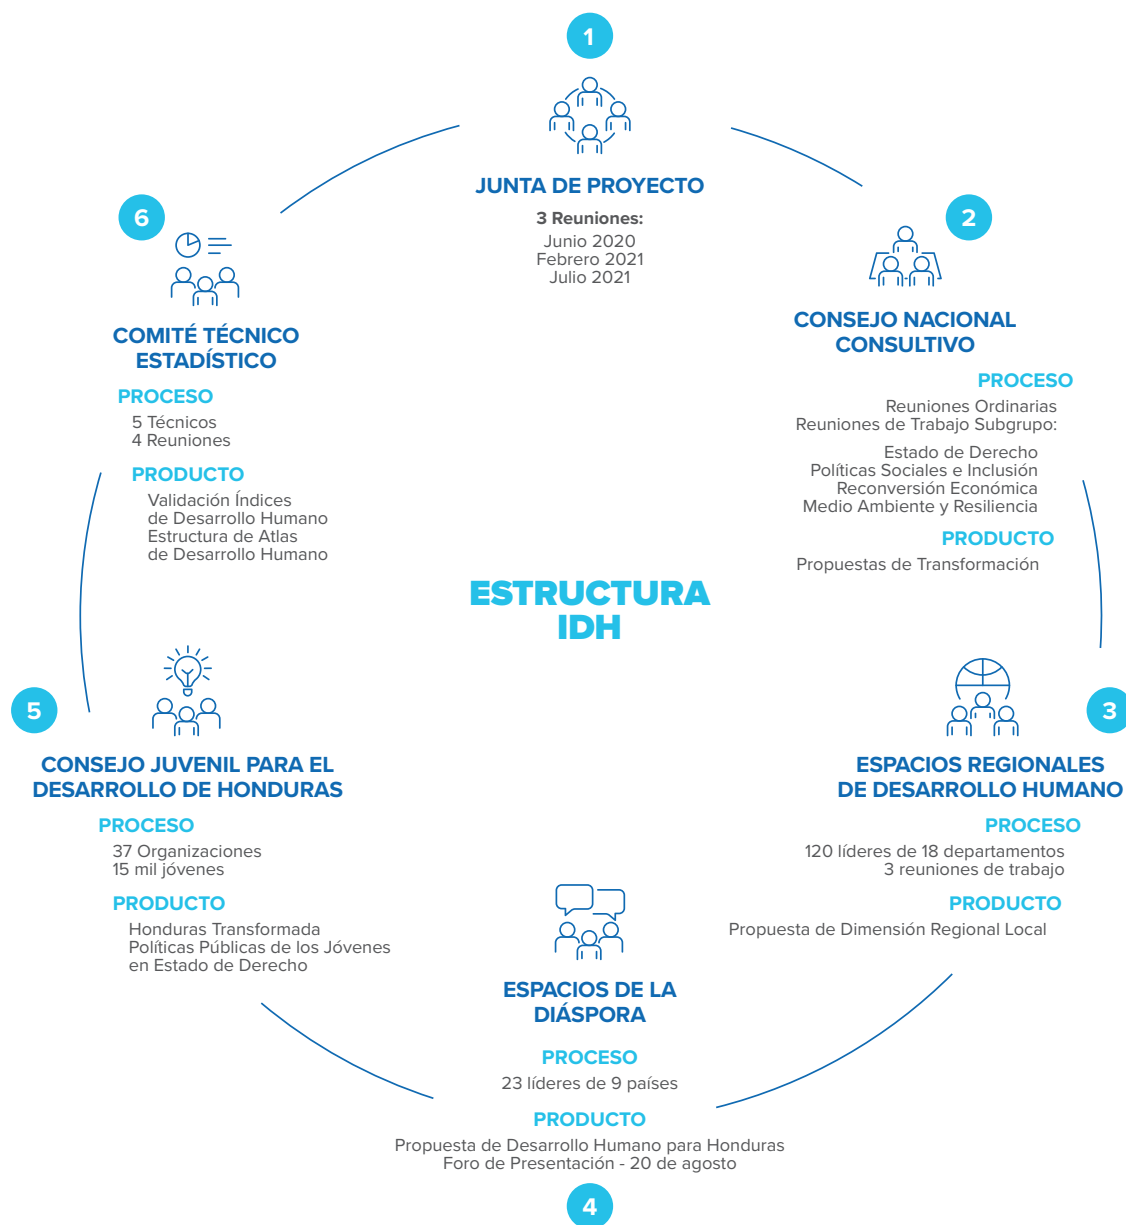 1
JUNTA DE PROYECTO
3 Reuniones:
Junio 2020
Febrero 2021
Julio 2021
2
CONSEJO NACIONAL
CONSULTIVO
PROCESO
Reuniones Ordinarias
Reuniones de Trabajo Subgrupo:
Estado de Derecho
Políticas Sociales e Inclusión
Reconversión Económica
Medio Ambiente y Resiliencia
PRODUCTO
Propuestas de Transformación
3
ESPACIOS REGIONALES
DE DESARROLLO HUMANO
PROCESO
120 líderes de 18 departamentos
3 reuniones de trabajo
PRODUCTO
Propuesta de Dimensión Regional Local
ESPACIOS DE LA
DIÁSPORA
PROCESO
23 líderes de 9 países
PRODUCTO
Propuesta de Desarrollo Humano para Honduras
Foro de Presentación - 20 de agosto
4
5
CONSEJO JUVENIL PARA EL
DESARROLLO DE HONDURAS
PROCESO
37 Organizaciones
15 mil jóvenes
PRODUCTO
Honduras Transformada
Políticas Públicas de los Jóvenes
en Estado de Derecho
6
COMITÉ TÉCNICO
ESTADÍSTICO
PROCESO
5 Técnicos
4 Reuniones
PRODUCTO
Validación Índices
de Desarrollo Humano
Estructura de Atlas
de Desarrollo Humano
ESTRUCTURA
IDH